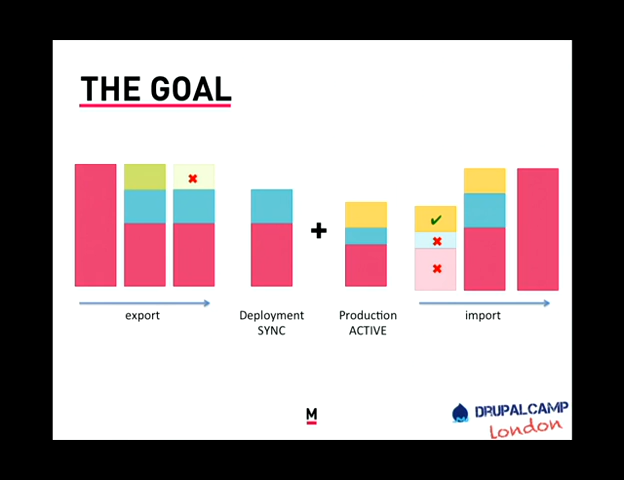 THE GOAL
+
export
Deployment
SYNC
Production
ACTIVE
import
M
DRUPALCAMP
London